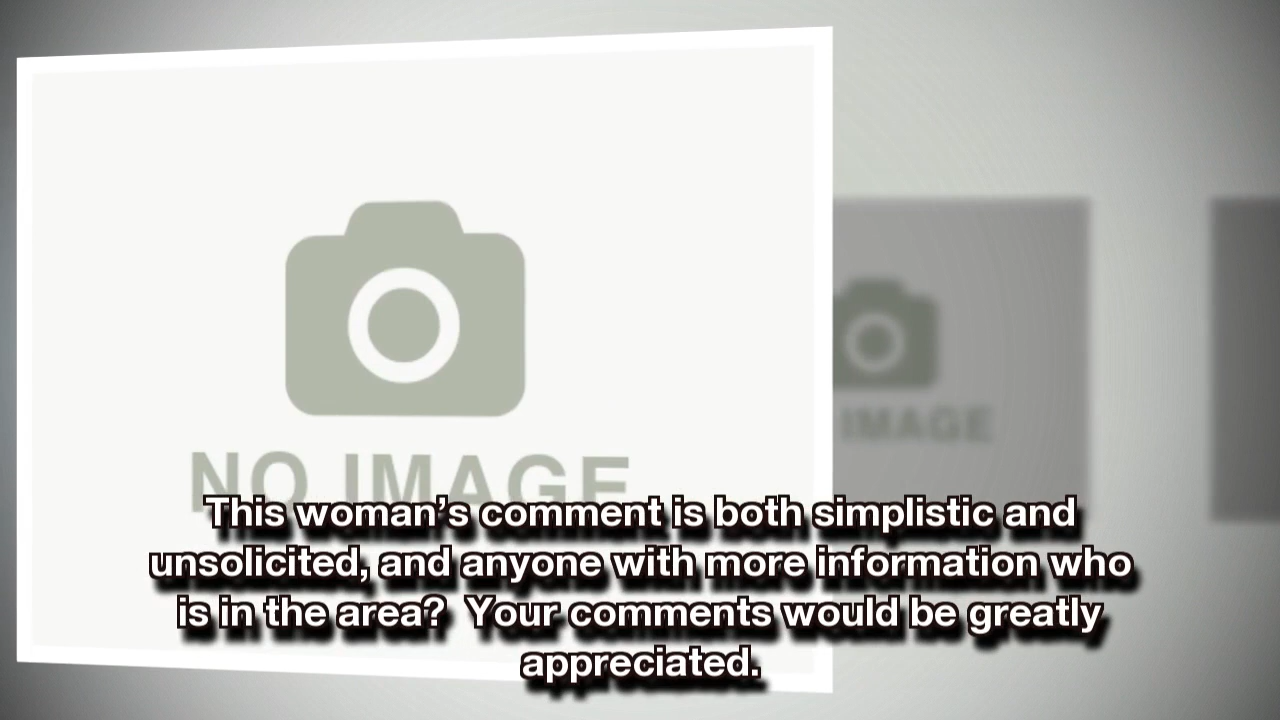 NO IMAGE
IMAGE
This woman’s comment is both simplistic and
unsolicited, and anyone with more information who
is in the area?  Your comments would be greatly
appreciated.